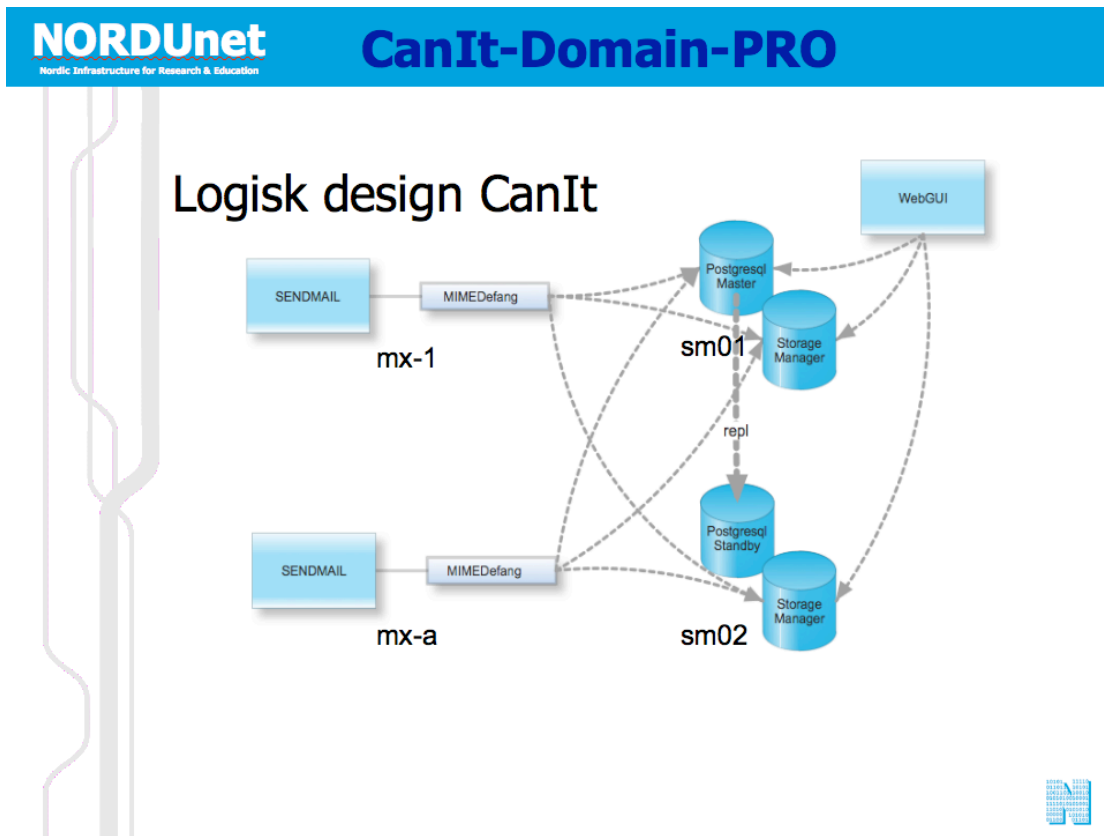 NORDUnet
Nordic Infrastructure for Research & Education
CanIt-Domain-PRO
Logisk design CanIt
WebGUI
Postgresql
Master
SENDMAIL
MIMEDefang
mx-1
sm01
Storage
Manager
repl
Postgresql
Standby
SENDMAIL
MIMEDefang
mx-a
sm02
Storage
Manager
N